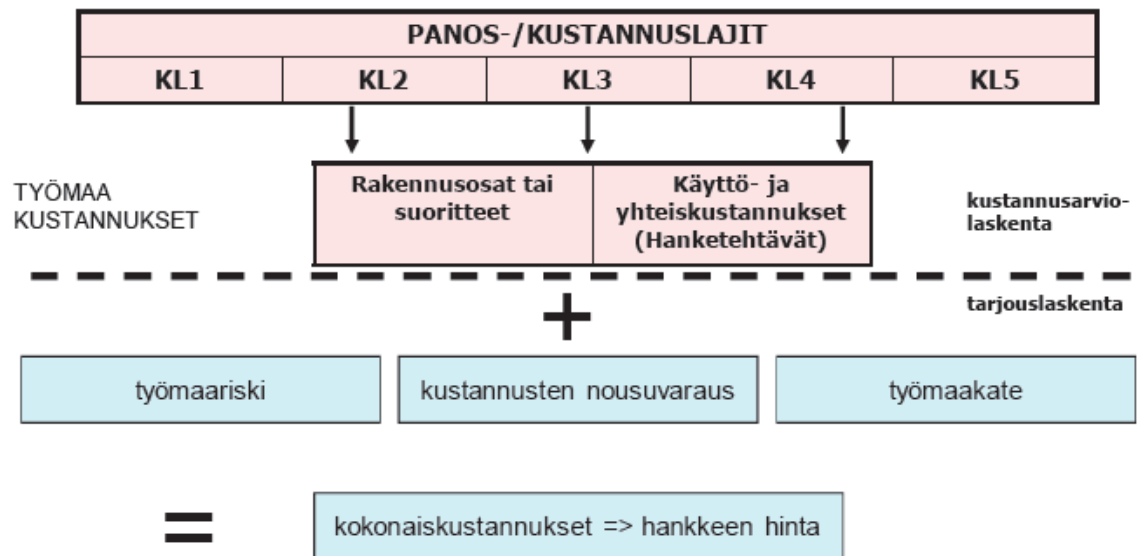 PANOS-/KUSTANNUSLAJIT
KL1 KL2 KL3 KL4 KL5
TYÖMAA
KUSTANNUKSET
Rakennusosat tai
suoritteet
Käyttö- ja
yhteiskustannukset
(Hanketehtävät)
kustannusarvio-
laskenta
+
tarjouslaskenta
työmaariski
kustannusten nousuvaraus
työmaakate
=
kokonaiskustannukset => hankkeen hinta